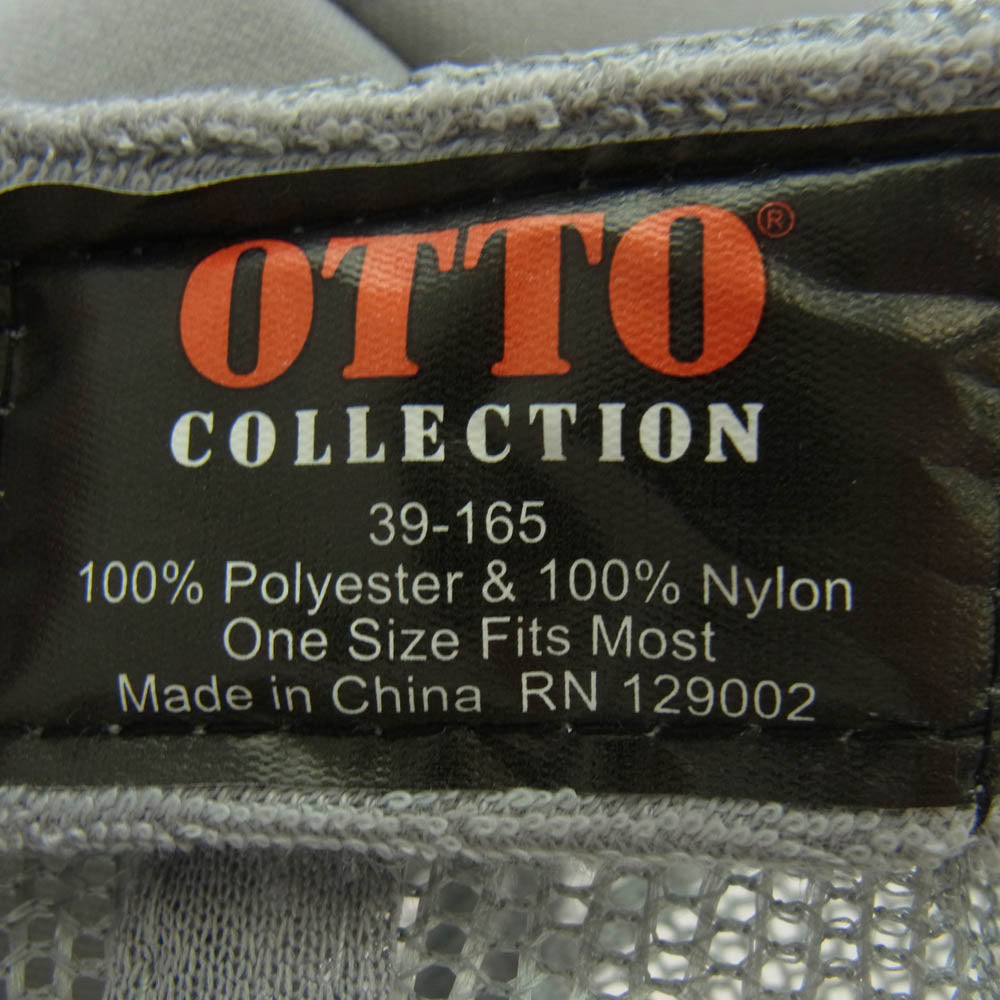 OTTO®
COLLECTION
39-165
100% Polyester & 100% Nylon
One Size Fits Most
Made in China RN 129002